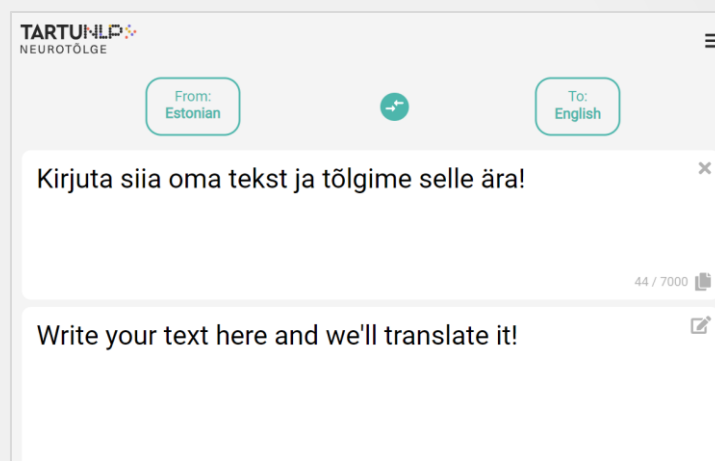 TARTUNLP
NEUROTÕLGE
From:
Estonian
To:
English
Kirjuta siia oma tekst ja tõlgime selle ära!
44 / 7000
Write your text here and we'll translate it!